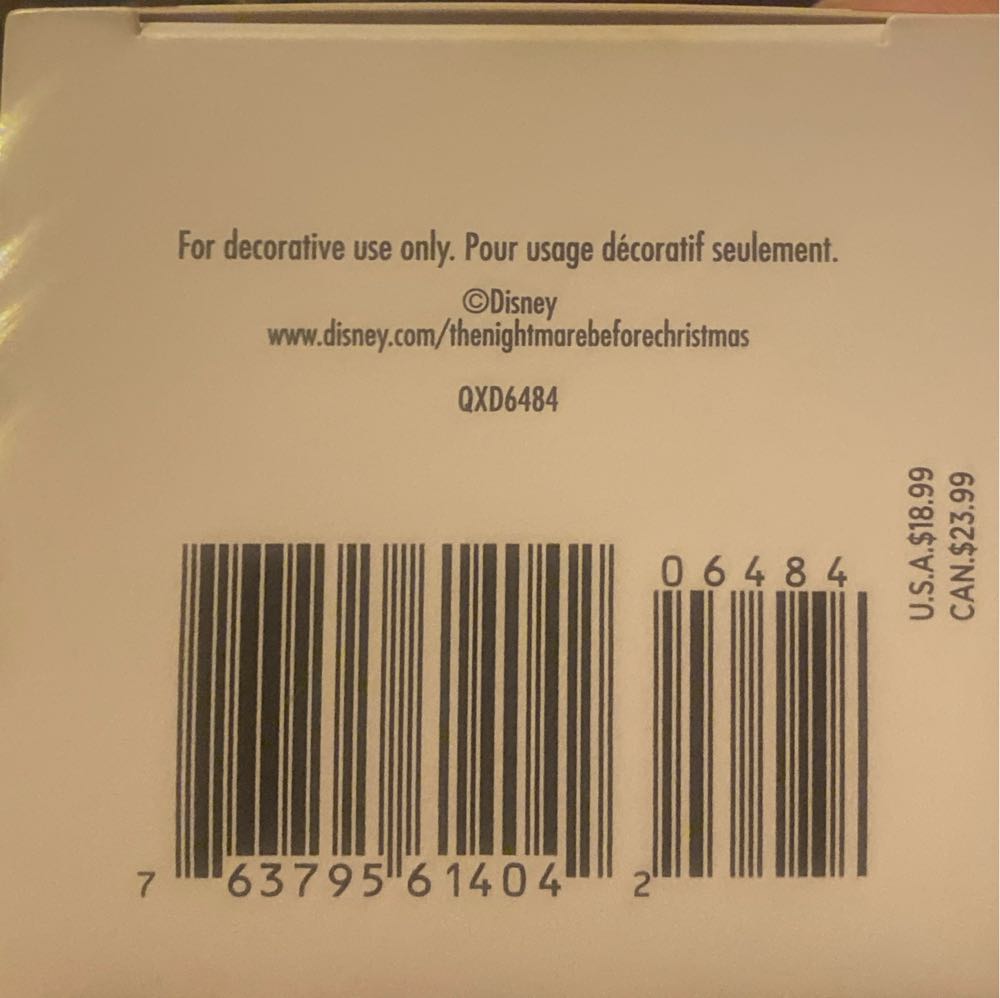 For decorative use only. Pour usage décoratif seulement.
©Disney
www.disney.com/thenightmarebeforechristmas
QXD6484
U.S.A.$18.99
CAN.$23.99
06484
7 63795 61404 2